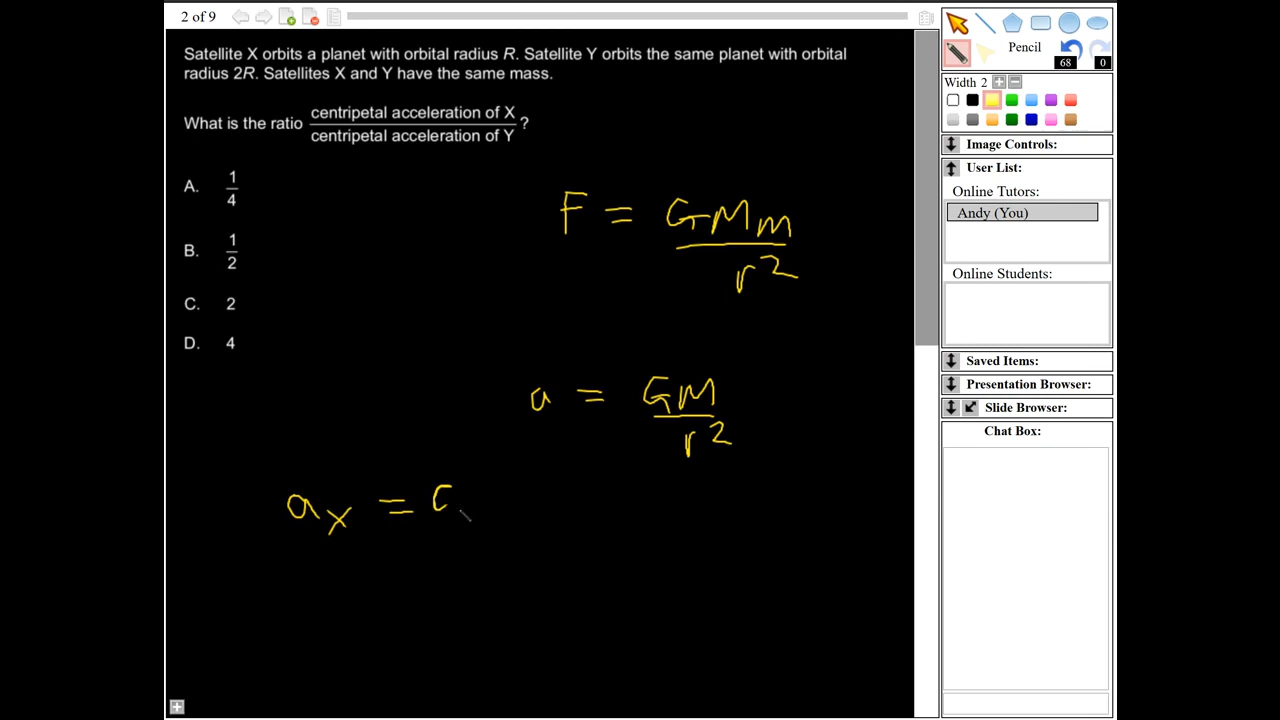 2 of 9
Satellite X orbits a planet with orbital radius R. Satellite Y orbits the same planet with orbital
radius 2R. Satellites X and Y have the same mass.
What is the ratio centripetal acceleration of X / centripetal acceleration of Y ?
A. 1/4
B. 1/2
C. 2
D. 4
F = GMm / r²
a = GM / r²
a_x =
Pencil
68
0
Width 2
Image Controls:
User List:
Online Tutors:
Andy (You)
Online Students:
Saved Items:
Presentation Browser:
Slide Browser:
Chat Box: